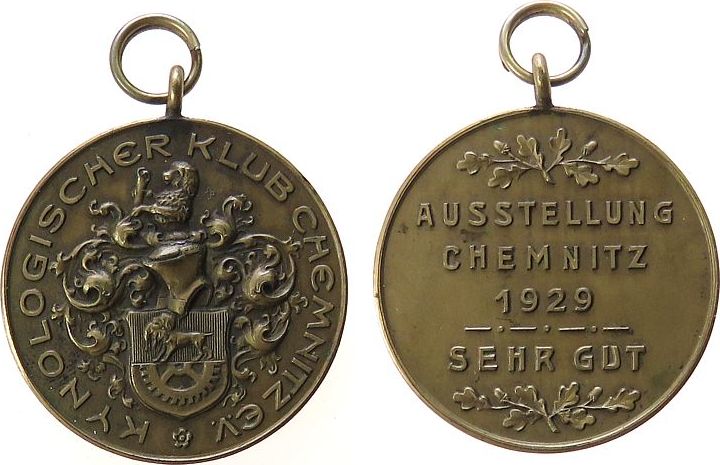 KYNOLOGISCHER KLUB CHEMNITZ E.V.
AUSSTELLUNG
CHEMNITZ
1929
SEHR GUT